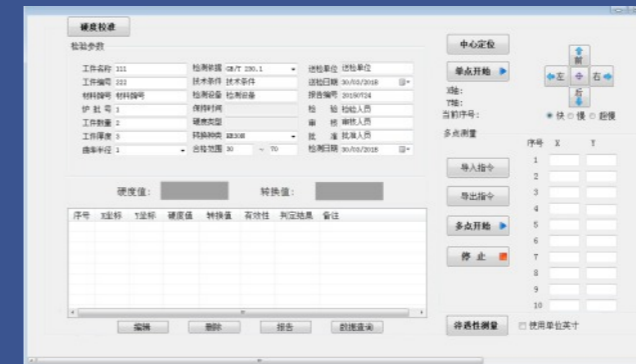 硬度校准
检验参数
工件名称 111 检测依据 GB/T 230.1 送检单位 送检单位
工件编号 222 技术条件 技术条件 送检日期 30/03/2018
材料牌号 材料牌号 检测设备 检测设备 报告编号 20150724
炉批号 1 保持时间 检验 检验人员
工件数量 2 硬度类型 审核 审核人员
工件厚度 3 转换种类 批准 批准人员
曲率半径 1 合格范围 30 ~ 70 检测日期 30/03/2018
硬度值: 转换值:
序号 X坐标 Y坐标 硬度值 转换值 有效性 判定结果 备注
编辑 删除 报告 数据查询
中心定位
单点开始
X轴:
Y轴:
当前序号:
前
左 右
后
快 慢 超慢
多点测量
序号 X Y
导入指令
导出指令
多点开始
停止
淬透性测量
1
2
3
4
5
6
7
8
9
10
使用单位英寸